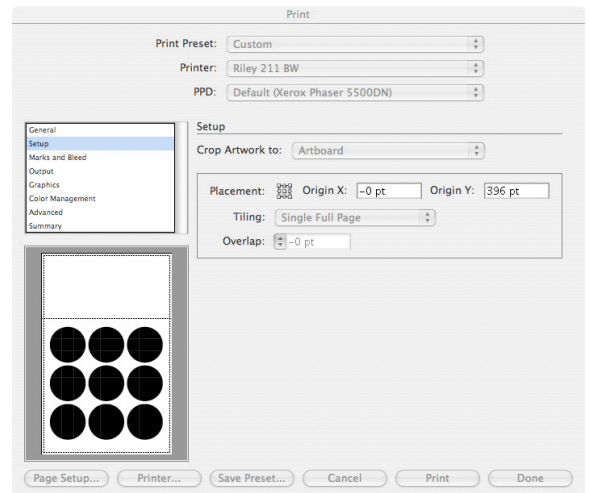 Print
Print Preset: Custom
Printer: Riley 211 BW
PPD: Default (Xerox Phaser 5500DN)
General
Setup
Marks and Bleed
Output
Graphics
Color Management
Advanced
Summary
Setup
Crop Artwork to: Artboard
Placement: Origin X: -0 pt Origin Y: 396 pt
Tiling: Single Full Page
Overlap: -0 pt
Page Setup... Printer... Save Preset... Cancel Print Done